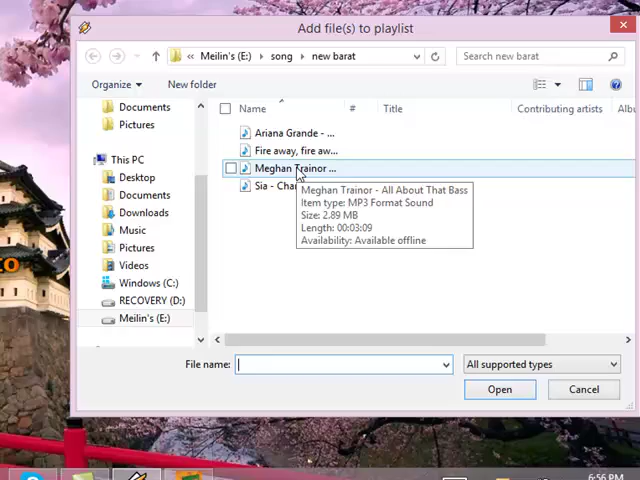 Add file(s) to playlist
« Meilin's (E:) song new barat
Search new barat
Organize
New folder
Name
#
Title
Contributing artists
Documents
Pictures
This PC
Desktop
Documents
Downloads
Music
Pictures
Videos
Windows (C:)
RECOVERY (D:)
Meilin's (E:)
Ariana Grande - ...
Fire away, fire aw...
Meghan Trainor ...
Sia -
Meghan Trainor - All About That Bass
Item type: MP3 Format Sound
Size: 2.89 MB
Length: 00:03:09
Availability: Available offline
File name:
All supported types
Open
Cancel
6:56 PM